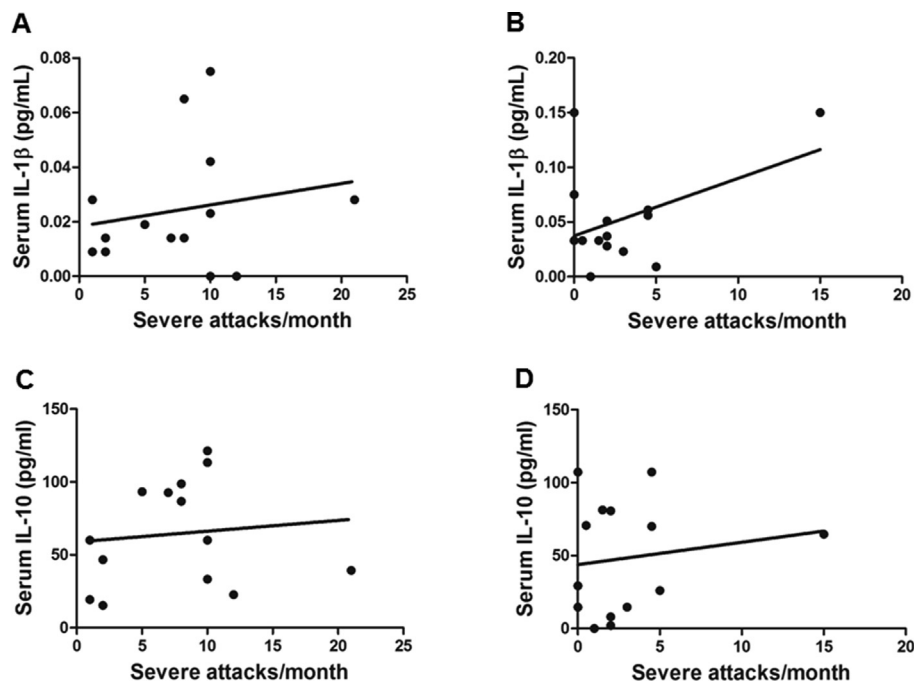 A
Serum IL-1β (pg/mL)
0.08
0.06
0.04
0.02
0.00
0 5 10 15 20 25
Severe attacks/month
B
Serum IL-1β (pg/mL)
0.20
0.15
0.10
0.05
0.00
0 5 10 15 20
Severe attacks/month
C
Serum IL-10 (pg/ml)
150
100
50
0
0 5 10 15 20 25
Severe attacks/month
D
Serum IL-10 (pg/ml)
150
100
50
0
0 5 10 15 20
Severe attacks/month